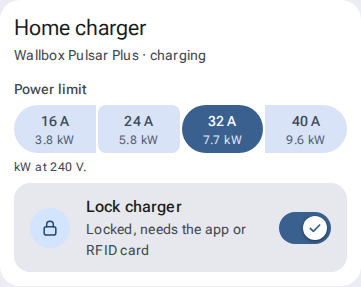 Home charger
Wallbox Pulsar Plus · charging
Power limit
16 A 24 A 32 A 40 A
3.8 kW 5.8 kW 7.7 kW 9.6 kW
kW at 240 V.
Lock charger
Locked, needs the app or
RFID card